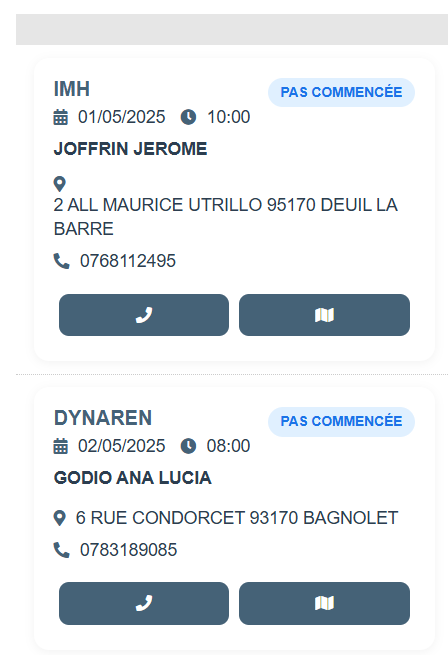 IMH
PAS COMMENCÉE
01/05/2025 10:00
JOFFRIN JEROME
2 ALL MAURICE UTRILLO 95170 DEUIL LA
BARRE
0768112495
DYNAREN
PAS COMMENCÉE
02/05/2025 08:00
GODIO ANA LUCIA
6 RUE CONDORCET 93170 BAGNOLET
0783189085